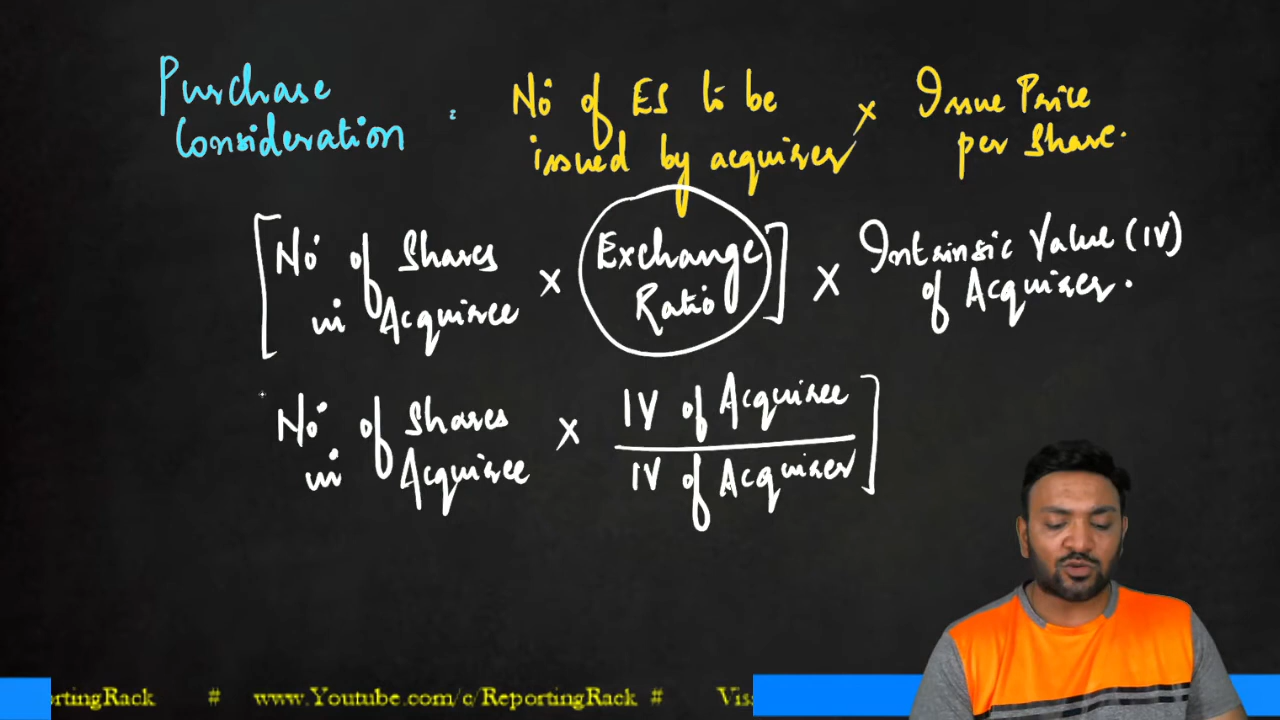 Purchase Consideration = No of ES to be issued by acquirer × Issue Price per Share.
[No of Shares in Acquiree × Exchange Ratio] × Intrinsic Value (IV) of Acquirer.
No of Shares in Acquiree × IV of Acquiree / IV of Acquirer]
ortingRack # www.Youtube.com/c/ReportingRack # Vis